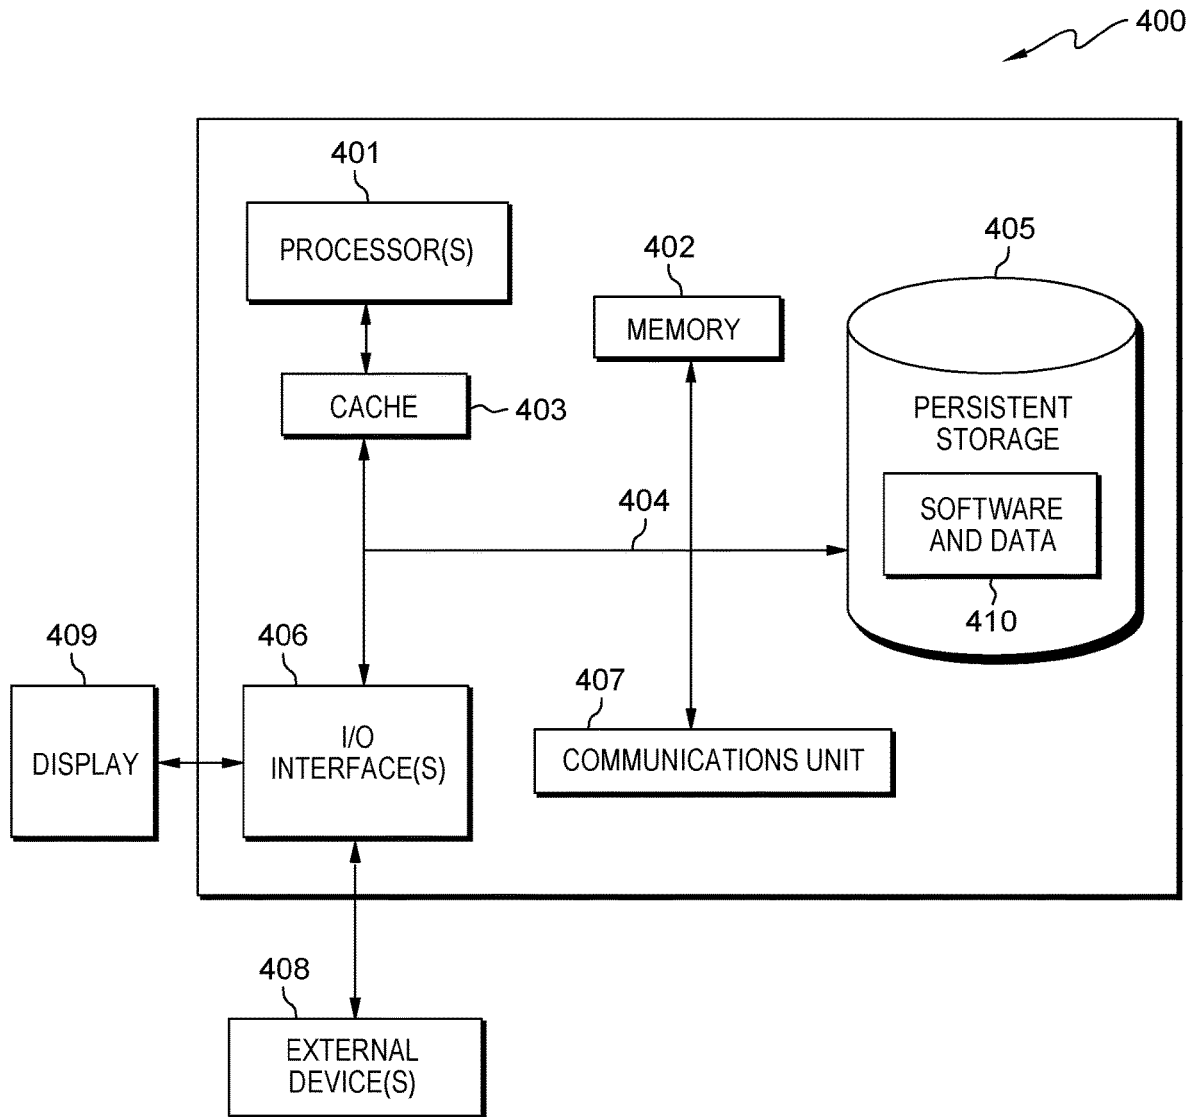 400
401
PROCESSOR(S)
402
MEMORY
405
CACHE
403
PERSISTENT
STORAGE
404
SOFTWARE
AND DATA
410
409
406
407
DISPLAY
I/O
INTERFACE(S)
COMMUNICATIONS UNIT
408
EXTERNAL
DEVICE(S)